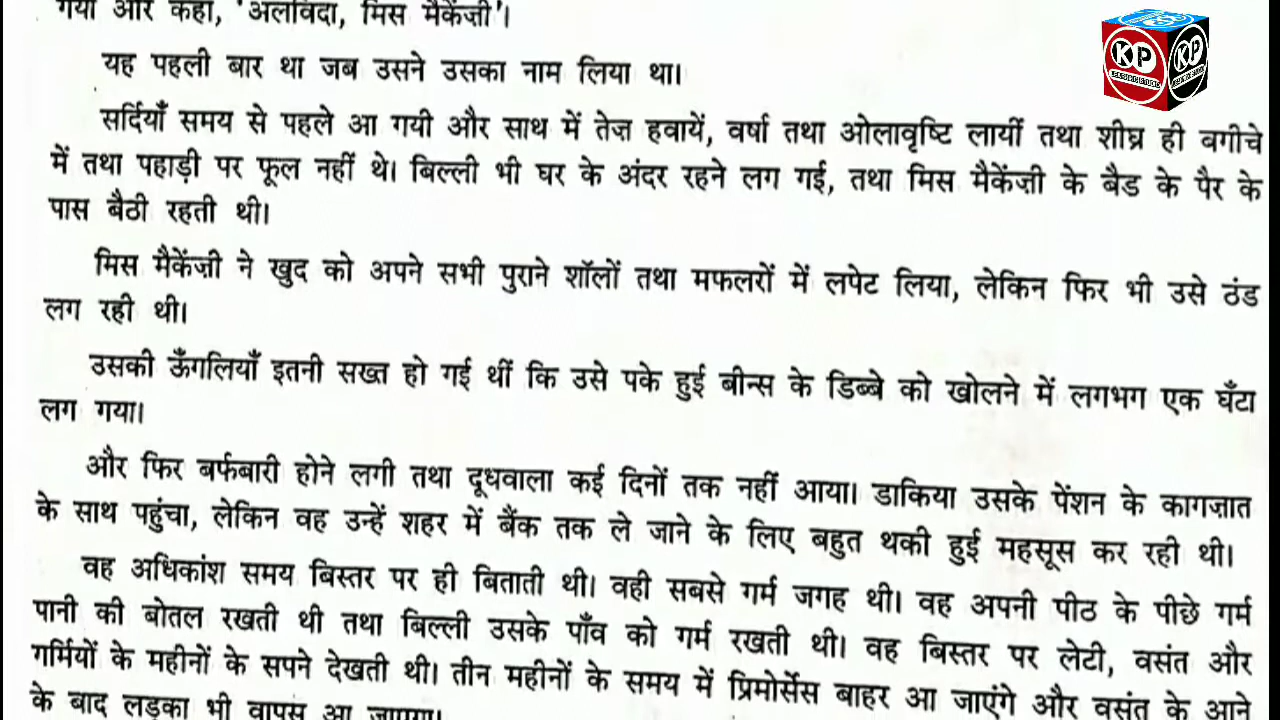 गया और कहा, 'अलविदा, मिस मैकेंज़ी'।
यह पहली बार था जब उसने उसका नाम लिया था।
सर्दियाँ समय से पहले आ गयी और साथ में तेज़ हवायें, वर्षा तथा ओलावृष्टि लायीं तथा शीघ्र ही वगीचे
में तथा पहाड़ी पर फूल नहीं थे। बिल्ली भी घर के अंदर रहने लग गई, तथा मिस मैकेंज़ी के बैड के पैर के
पास बैठी रहती थी।
मिस मैकेंज़ी ने खुद को अपने सभी पुराने शॉलों तथा मफलरों में लपेट लिया, लेकिन फिर भी उसे ठंड
लग रही थी।
उसकी ऊँगलियाँ इतनी सख्त हो गई थीं कि उसे पके हुई बीन्स के डिब्बे को खोलने में लगभग एक घँटा
लग गया।
और फिर बर्फबारी होने लगी तथा दूधवाला कई दिनों तक नहीं आया। डाकिया उसके पेंशन के कागज़ात
के साथ पहुंचा, लेकिन वह उन्हें शहर में बैंक तक ले जाने के लिए बहुत थकी हुई महसूस कर रही थी।
वह अधिकांश समय बिस्तर पर ही बिताती थी। वही सबसे गर्म जगह थी। वह अपनी पीठ के पीछे गर्म
पानी की बोतल रखती थी तथा बिल्ली उसके पाँव को गर्म रखती थी। वह बिस्तर पर लेटी, वसंत और
गर्मियों के महीनों के सपने देखती थी। तीन महीनों के समय में प्रिमोर्सेस बाहर आ जाएंगे और वसंत के आने
के बाद लड़का भी वापस आ जाएगा।
KP
KP